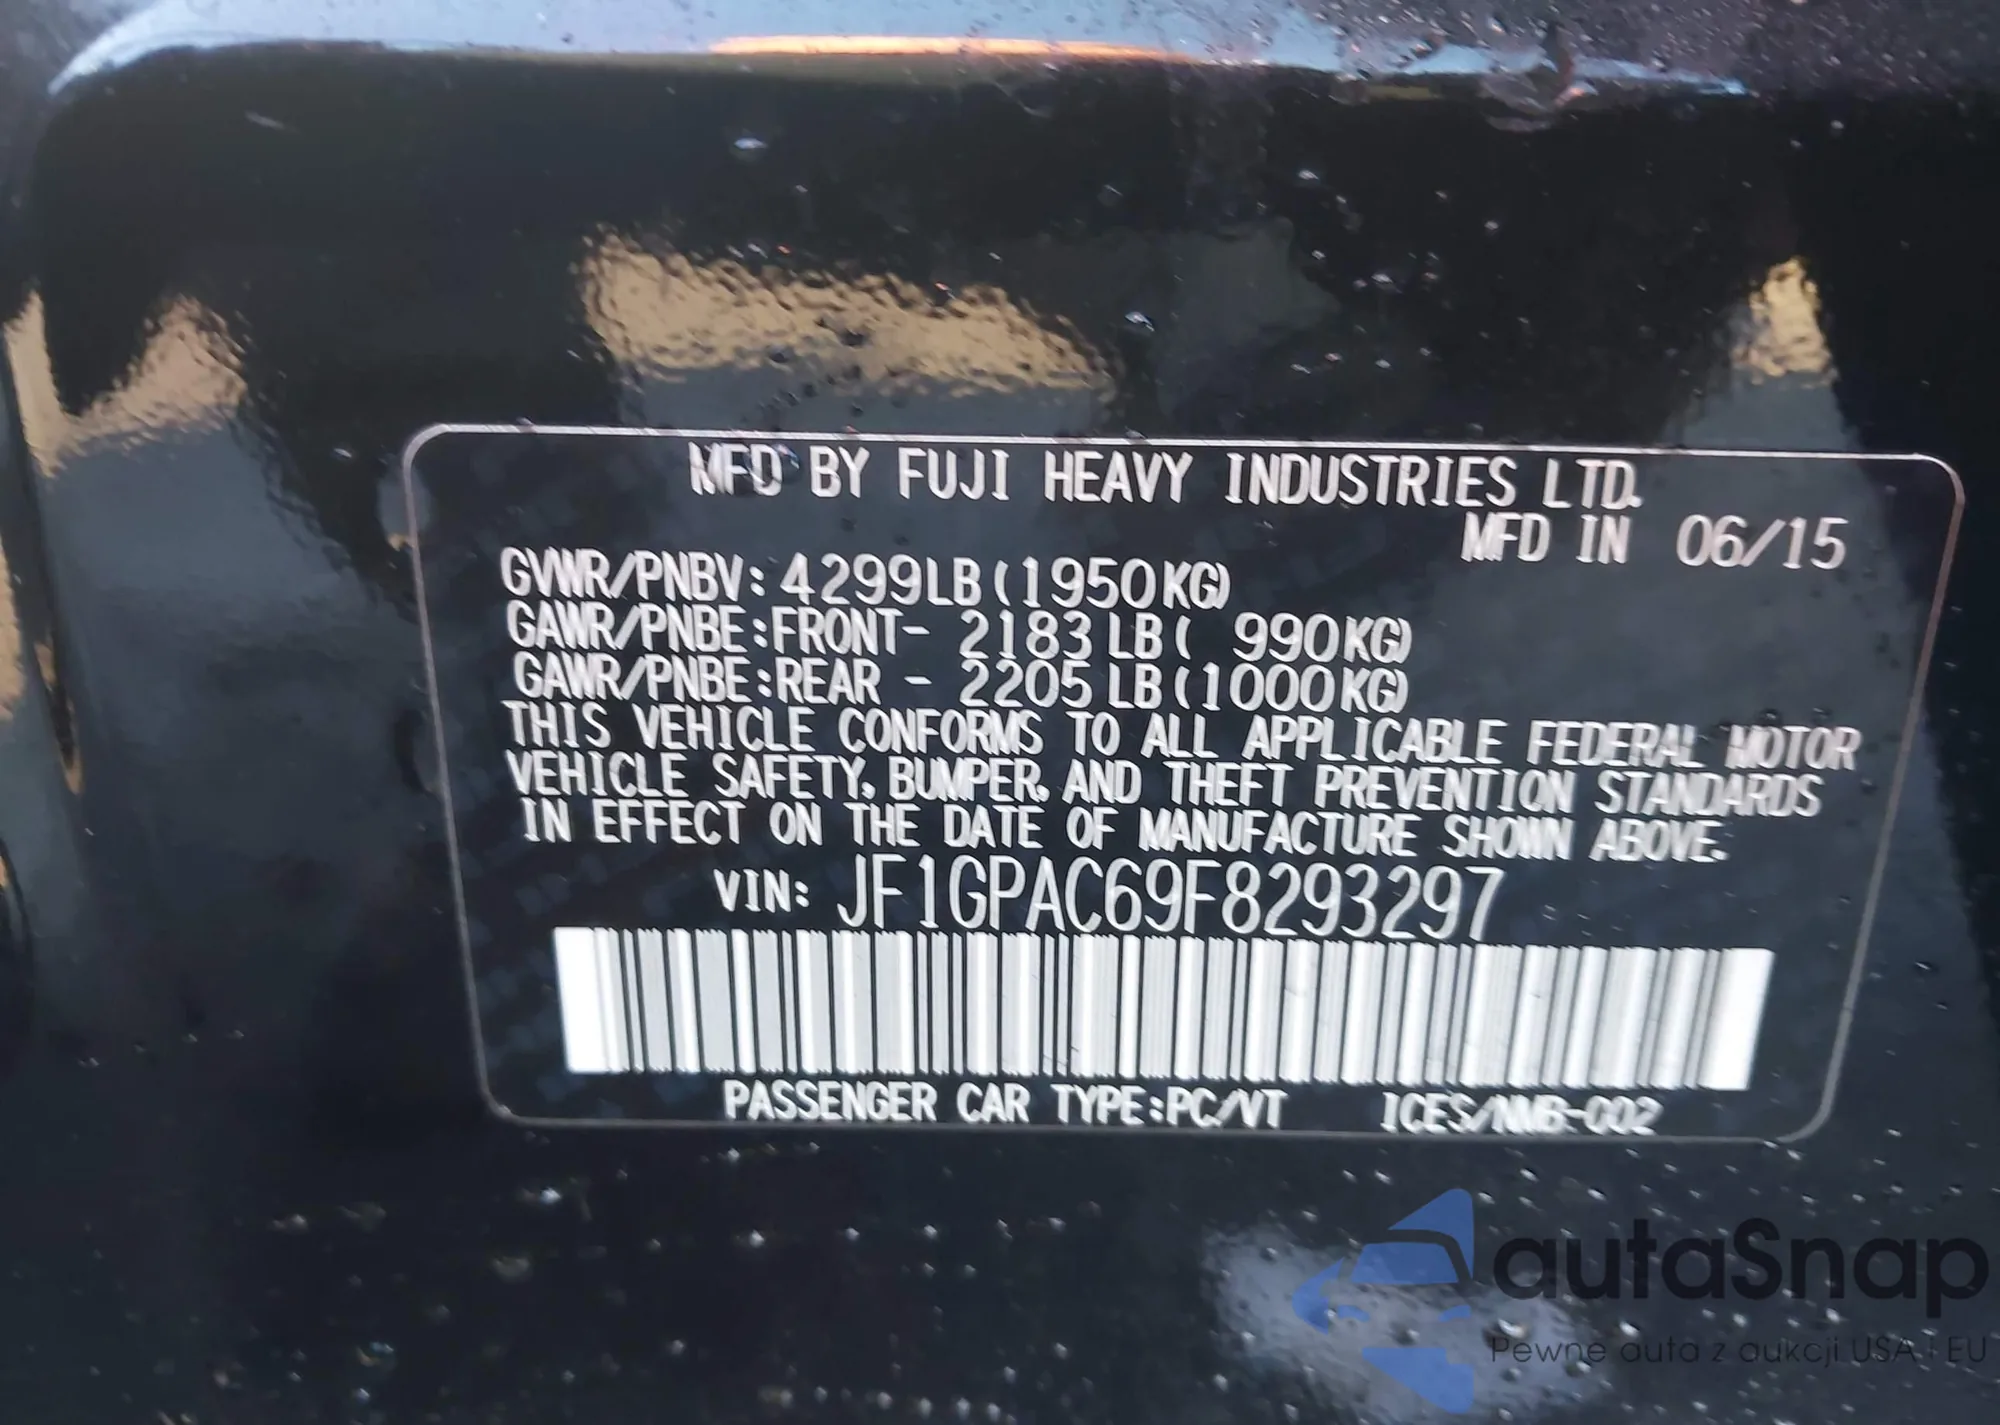 MFD BY FUJI HEAVY INDUSTRIES LTD.
MFD IN 06/15
GVWR/PNBV: 4299LB(1950KG)
GAWR/PNBE:FRONT- 2183LB( 990KG)
GAWR/PNBE:REAR - 2205LB(1000KG)
THIS VEHICLE CONFORMS TO ALL APPLICABLE FEDERAL MOTOR
VEHICLE SAFETY, BUMPER, AND THEFT PREVENTION STANDARDS
IN EFFECT ON THE DATE OF MANUFACTURE SHOWN ABOVE.
VIN: JF1GPAC69F8293297
PASSENGER CAR TYPE:PC/VT ICES/NMB-002
autaSnap
Pewne auta z aukcji USA i EU